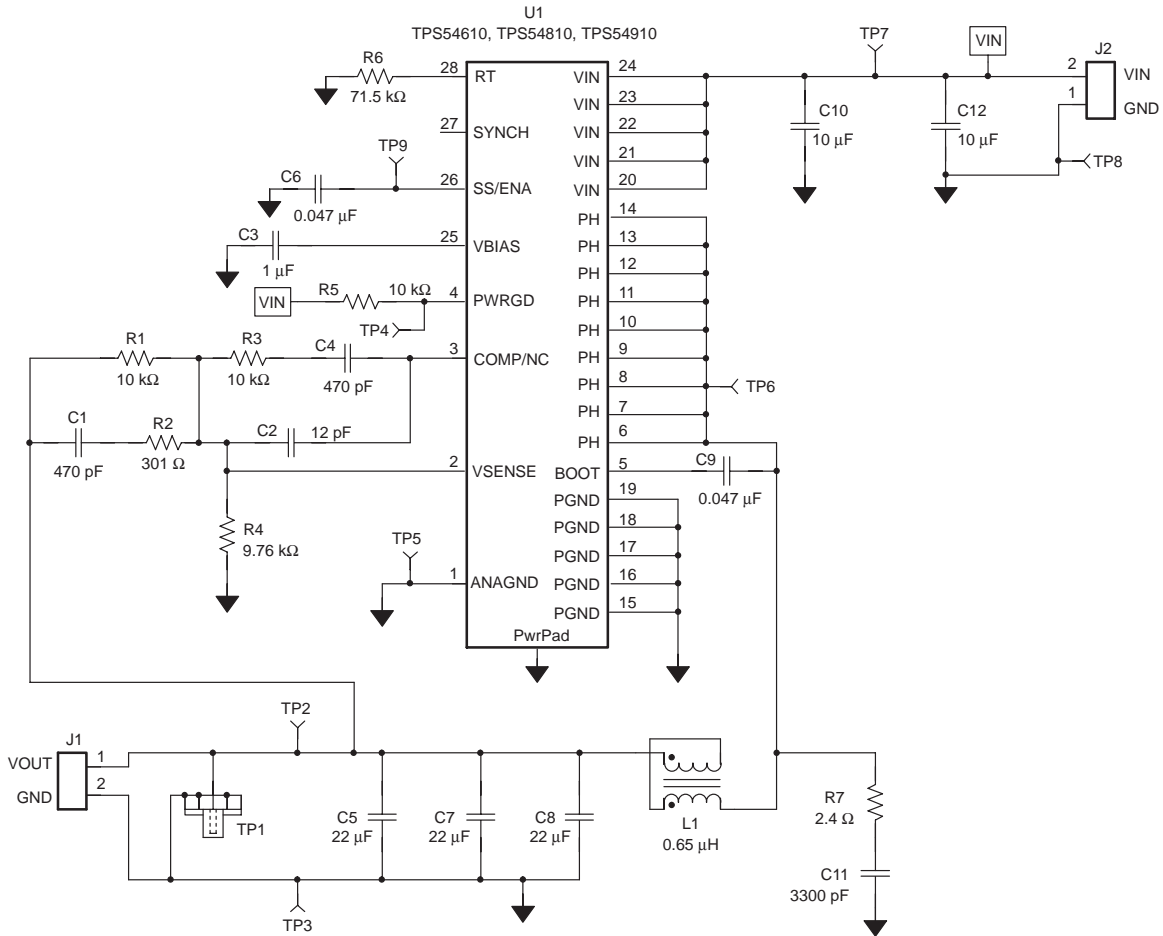 U1
TPS54610, TPS54810, TPS54910
R6
71.5 kΩ
28 RT
27 SYNCH
TP9
C6
0.047 μF
26 SS/ENA
C3
1 μF
25 VBIAS
VIN
R5
10 kΩ
4 PWRGD
TP4
R1
10 kΩ
R3
10 kΩ
C4
470 pF
3 COMP/NC
C1
470 pF
R2
301 Ω
C2
12 pF
2 VSENSE
R4
9.76 kΩ
TP5
1 ANAGND
PwrPad
VIN 24
VIN 23
VIN 22
VIN 21
VIN 20
PH 14
PH 13
PH 12
PH 11
PH 10
PH 9
PH 8
PH 7
PH 6
BOOT 5
PGND 19
PGND 18
PGND 17
PGND 16
PGND 15
TP7
VIN
J2
2 VIN
1 GND
C10
10 μF
C12
10 μF
TP8
TP6
C9
0.047 μF
TP2
J1
VOUT 1
GND 2
TP1
C5
22 μF
C7
22 μF
C8
22 μF
L1
0.65 μH
R7
2.4 Ω
C11
3300 pF
TP3